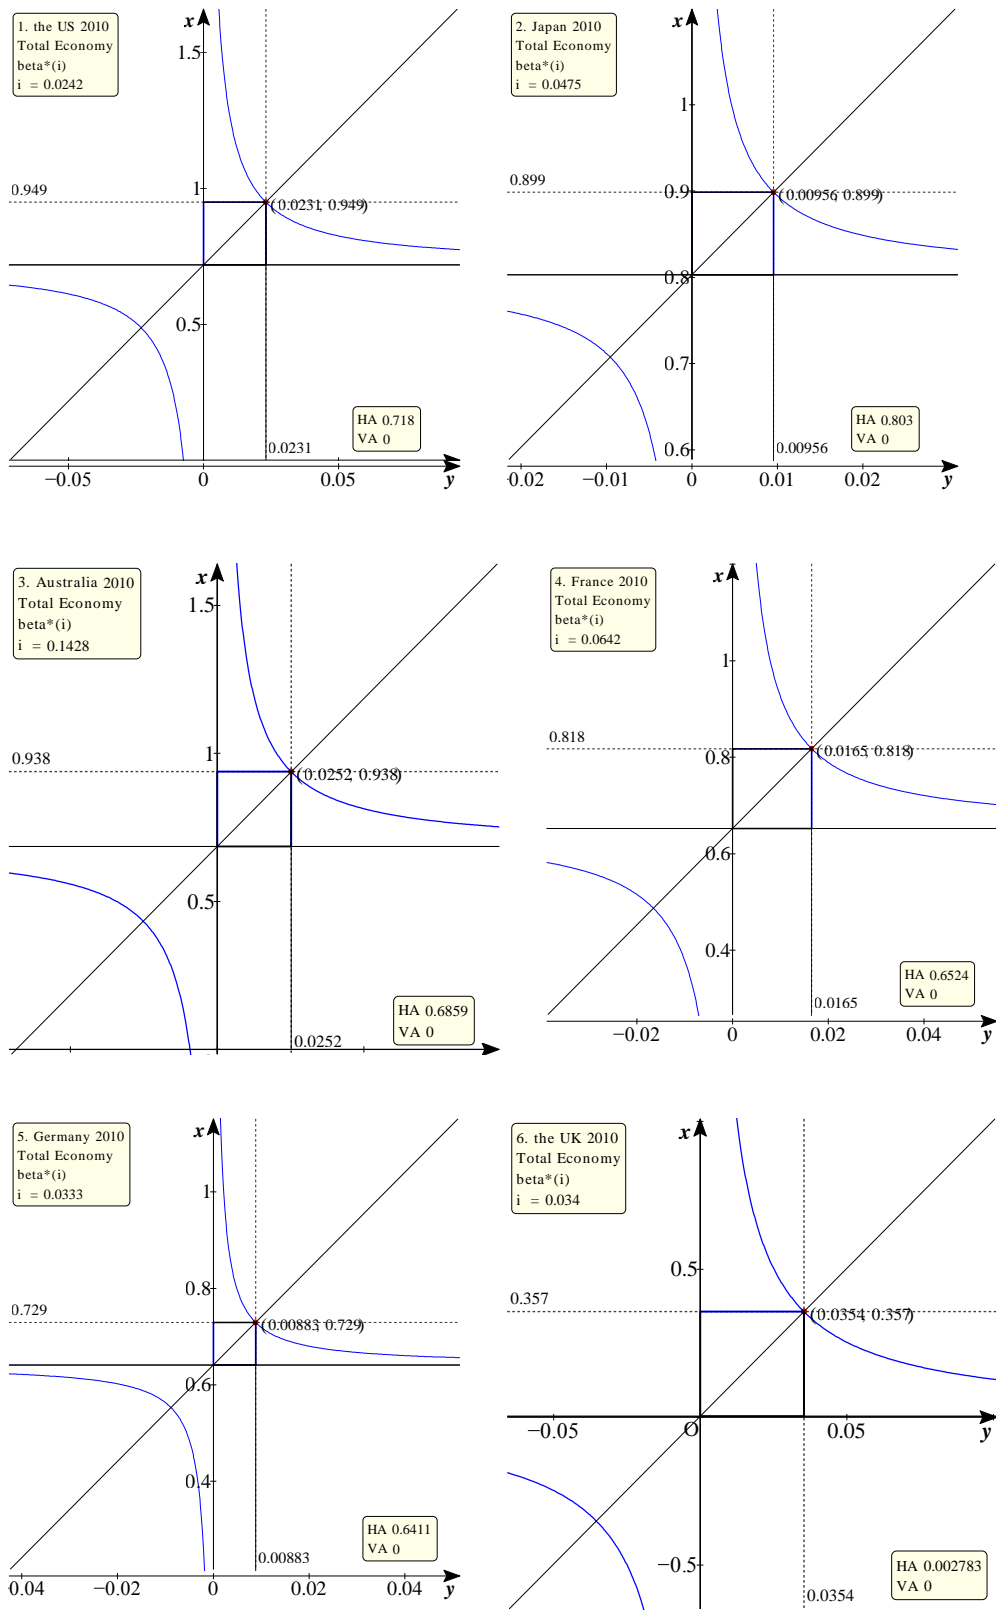 1. the US 2010
Total Economy
beta*(i)
i = 0.0242
x
1.5
1
0.949
(0.0231, 0.949)
0.5
HA 0.718
VA 0
0.0231
−0.05
0
0.05
y
2. Japan 2010
Total Economy
beta*(i)
i = 0.0475
x
1
0.899
0.9
(0.00956, 0.899)
0.8
0.7
0.6
HA 0.803
VA 0
0.00956
-0.02
−0.01
0
0.01
0.02
y
3. Australia 2010
Total Economy
beta*(i)
i = 0.1428
x
1.5
1
0.938
(0.0252, 0.938)
0.5
HA 0.6859
VA 0
0.0252
4. France 2010
Total Economy
beta*(i)
i = 0.0642
x
1
0.818
0.8
(0.0165, 0.818)
0.6
0.4
HA 0.6524
VA 0
0.0165
−0.02
0
0.02
0.04
y
5. Germany 2010
Total Economy
beta*(i)
i = 0.0333
x
1
0.8
0.729
(0.00883, 0.729)
0.6
0.4
HA 0.6411
VA 0
0.00883
0.04
−0.02
0
0.02
0.04
y
6. the UK 2010
Total Economy
beta*(i)
i = 0.034
x
0.5
0.357
(0.0354, 0.357)
−0.05
O
0.05
y
−0.5
HA 0.002783
VA 0
0.0354